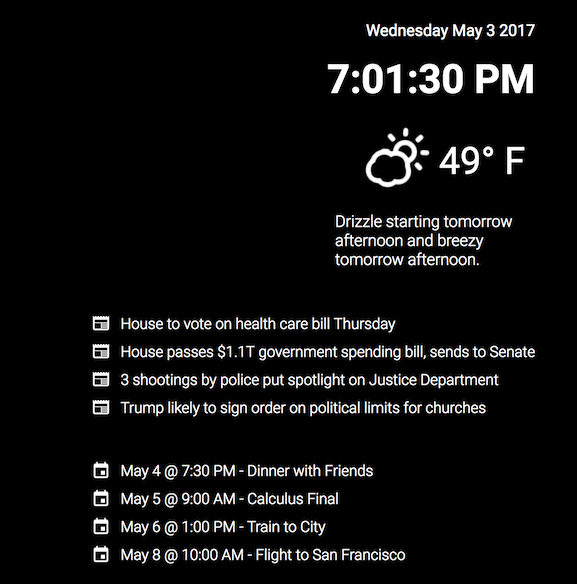 Wednesday May 3 2017
7:01:30 PM
49° F
Drizzle starting tomorrow
afternoon and breezy
tomorrow afternoon.
House to vote on health care bill Thursday
House passes $1.1T government spending bill, sends to Senate
3 shootings by police put spotlight on Justice Department
Trump likely to sign order on political limits for churches
May 4 @ 7:30 PM - Dinner with Friends
May 5 @ 9:00 AM - Calculus Final
May 6 @ 1:00 PM - Train to City
May 8 @ 10:00 AM - Flight to San Francisco